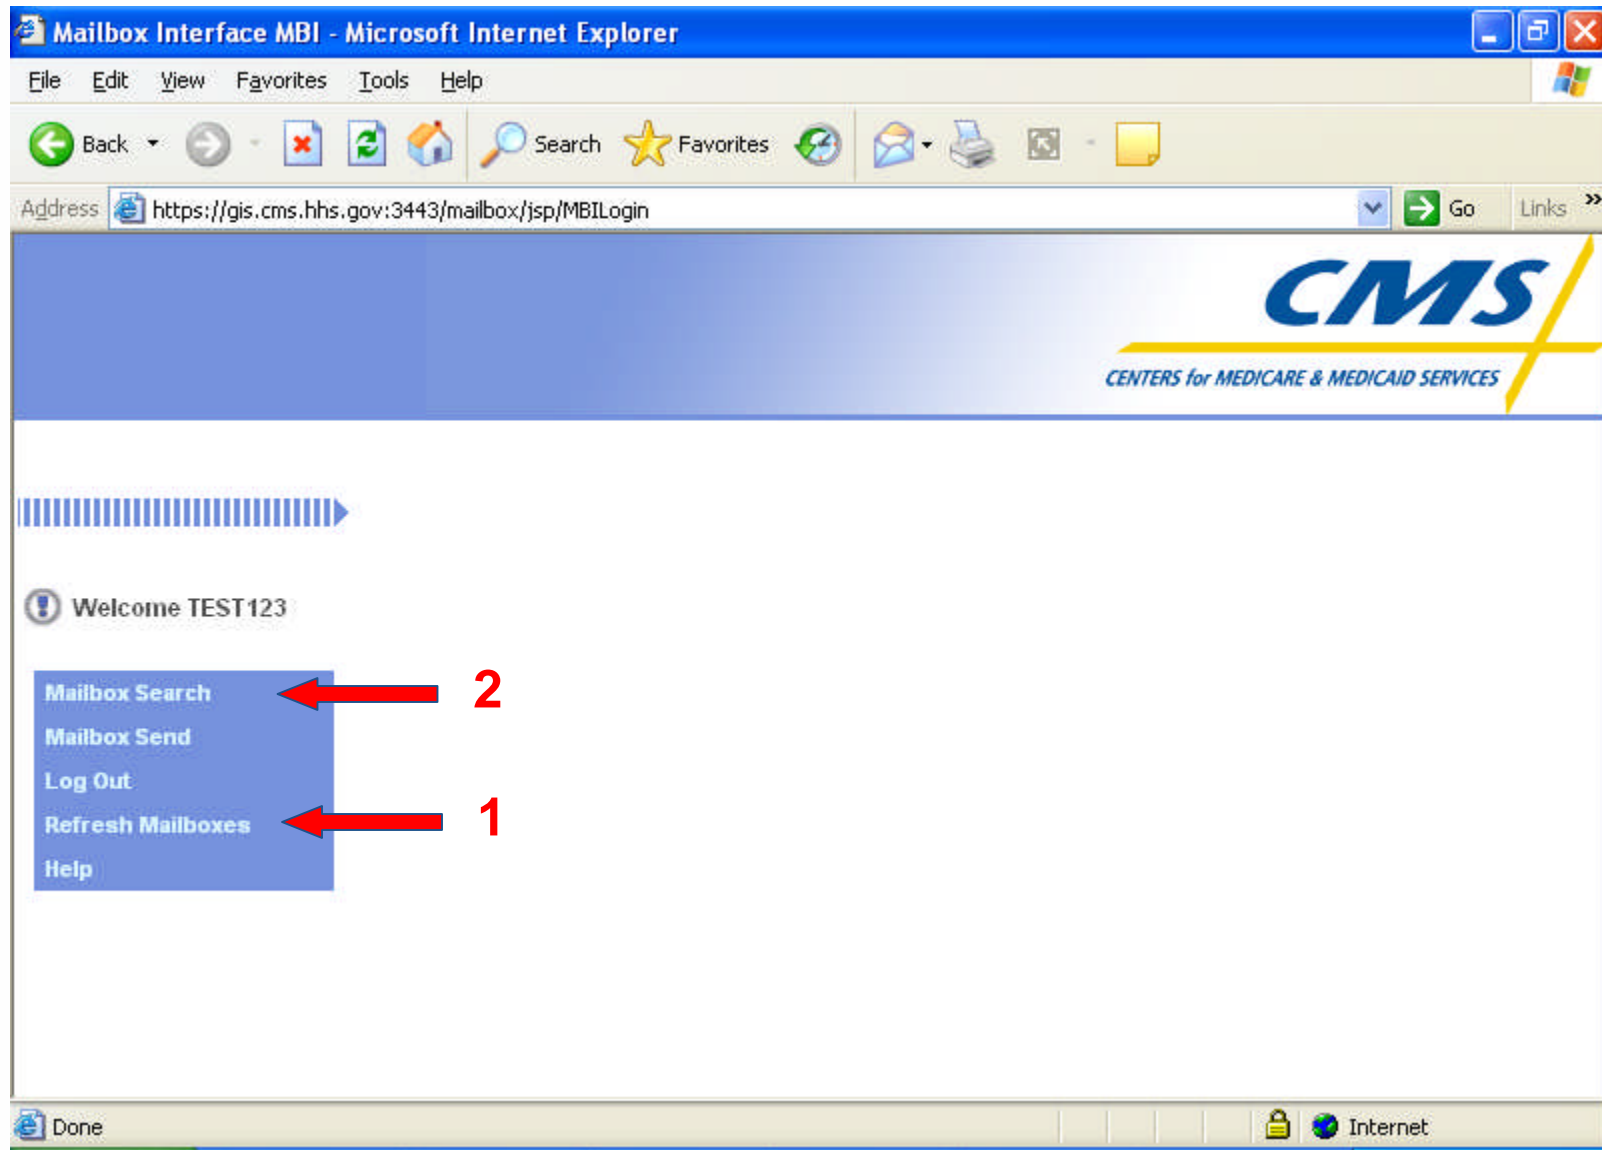 Mailbox Interface MBI - Microsoft Internet Explorer
File Edit View Favorites Tools Help
Back Search Favorites
Address https://gis.cms.hhs.gov:3443/mailbox/jsp/MBILogin Go Links »
CMS
CENTERS for MEDICARE & MEDICAID SERVICES
Welcome TEST123
Mailbox Search 2
Mailbox Send
Log Out
Refresh Mailboxes 1
Help
Done Internet